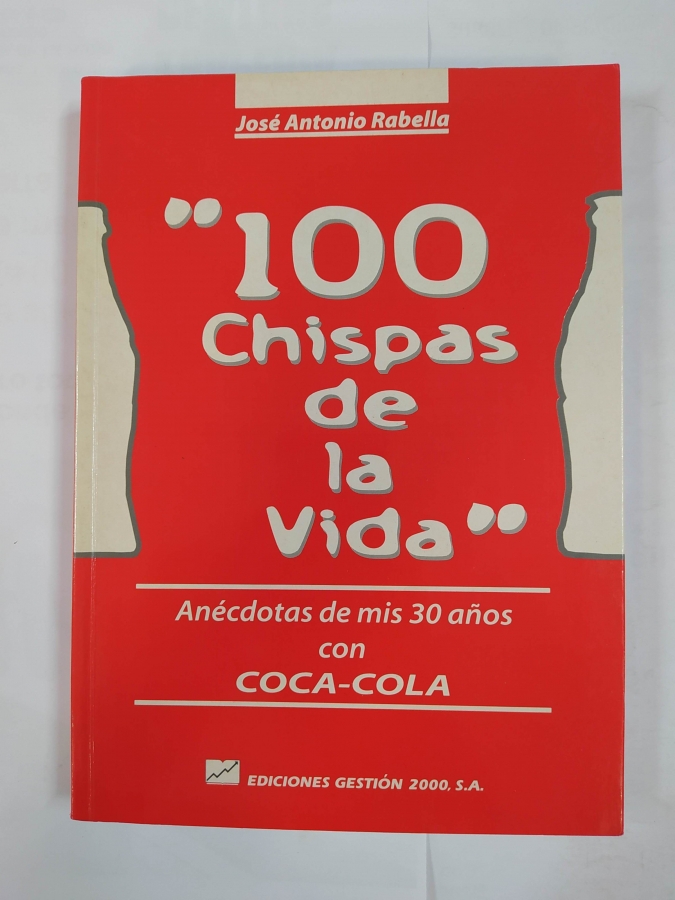 José Antonio Rabella
"100
Chispas
de
la
Vida"
Anécdotas de mis 30 años
con
COCA-COLA
EDICIONES GESTIÓN 2000, S.A.